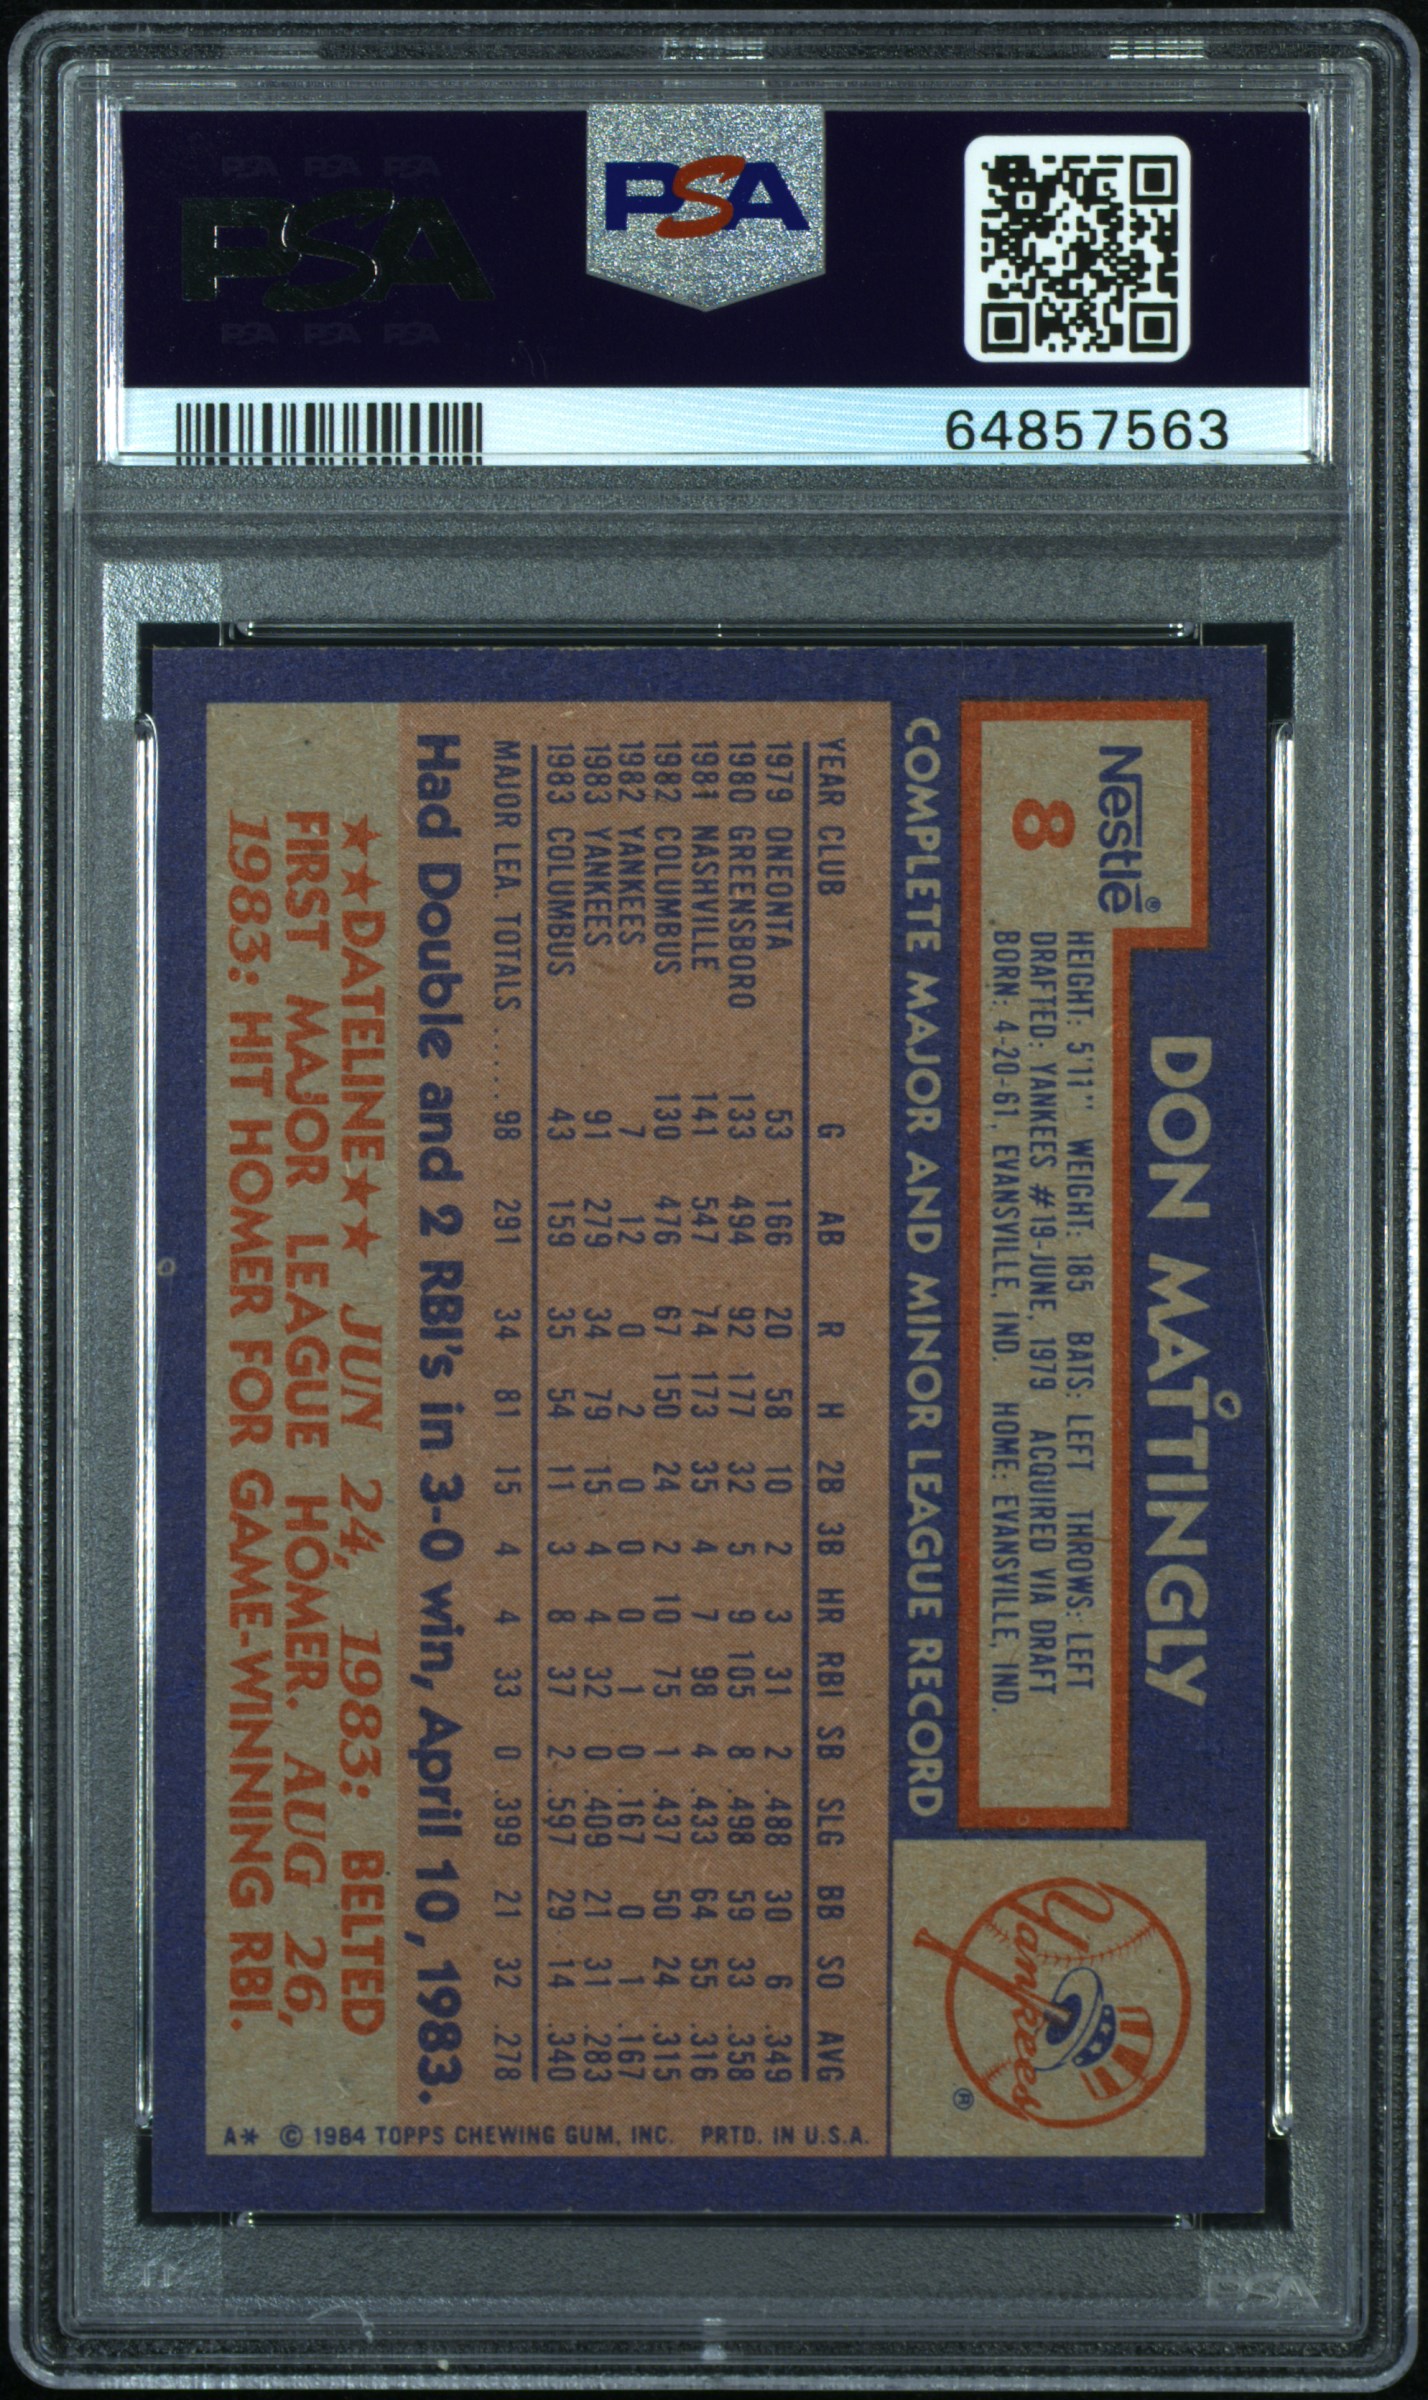 PSA PSA PSA
PSA
PSA PSA PSA
PSA
64857563
Nestlé®
8
DON MATTINGLY
HEIGHT: 5'11" WEIGHT: 185 BATS: LEFT THROWS: LEFT
DRAFTED: YANKEES #19-JUNE, 1979 ACQUIRED VIA DRAFT
BORN: 4-20-61, EVANSVILLE, IND. HOME: EVANSVILLE, IND.
Yankees ®
COMPLETE MAJOR AND MINOR LEAGUE RECORD
YEAR CLUB G AB R H 2B 3B HR RBI SB SLG BB SO AVG
1979 ONEONTA 53 166 20 58 10 2 3 31 2 .488 30 6 .349
1980 GREENSBORO 133 494 92 177 32 5 9 105 8 .498 59 33 .358
1981 NASHVILLE 141 547 74 173 35 4 7 98 4 .433 64 55 .316
1982 COLUMBUS 130 476 67 150 24 2 10 75 1 .437 50 24 .315
1982 YANKEES 7 12 0 2 0 0 0 1 0 .167 0 1 .167
1983 YANKEES 91 279 34 79 15 4 4 32 0 .409 21 31 .283
1983 COLUMBUS 43 159 35 54 11 3 8 37 2 .597 29 14 .340
MAJOR LEA. TOTALS ..... 98 291 34 81 15 4 4 33 0 .399 21 32 .278
Had Double and 2 RBI's in 3-0 win, April 10, 1983.
★★DATELINE★★ JUN 24, 1983: BELTED
FIRST MAJOR LEAGUE HOMER. AUG 26,
1983: HIT HOMER FOR GAME-WINNING RBI.
A* © 1984 TOPPS CHEWING GUM, INC. PRTD. IN U.S.A.
PSA